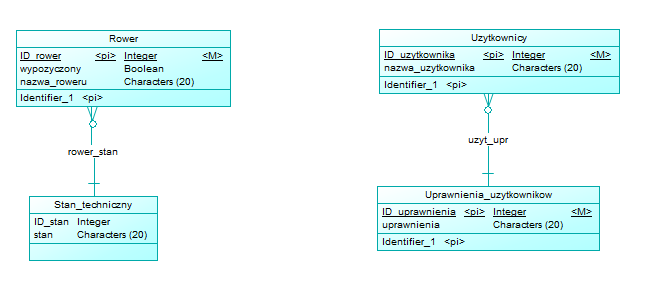 Rower
ID_rower <pi> Integer <M>
wypozyczony Boolean
nazwa_roweru Characters (20)
Identifier_1 <pi>
rower_stan
Stan_techniczny
ID_stan Integer
stan Characters (20)
Uzytkownicy
ID_uzytkownika <pi> Integer <M>
nazwa_uzytkownika Characters (20)
Identifier_1 <pi>
uzyt_upr
Uprawnienia_uzytkownikow
ID_uprawnienia <pi> Integer <M>
uprawnienia Characters (20)
Identifier_1 <pi>